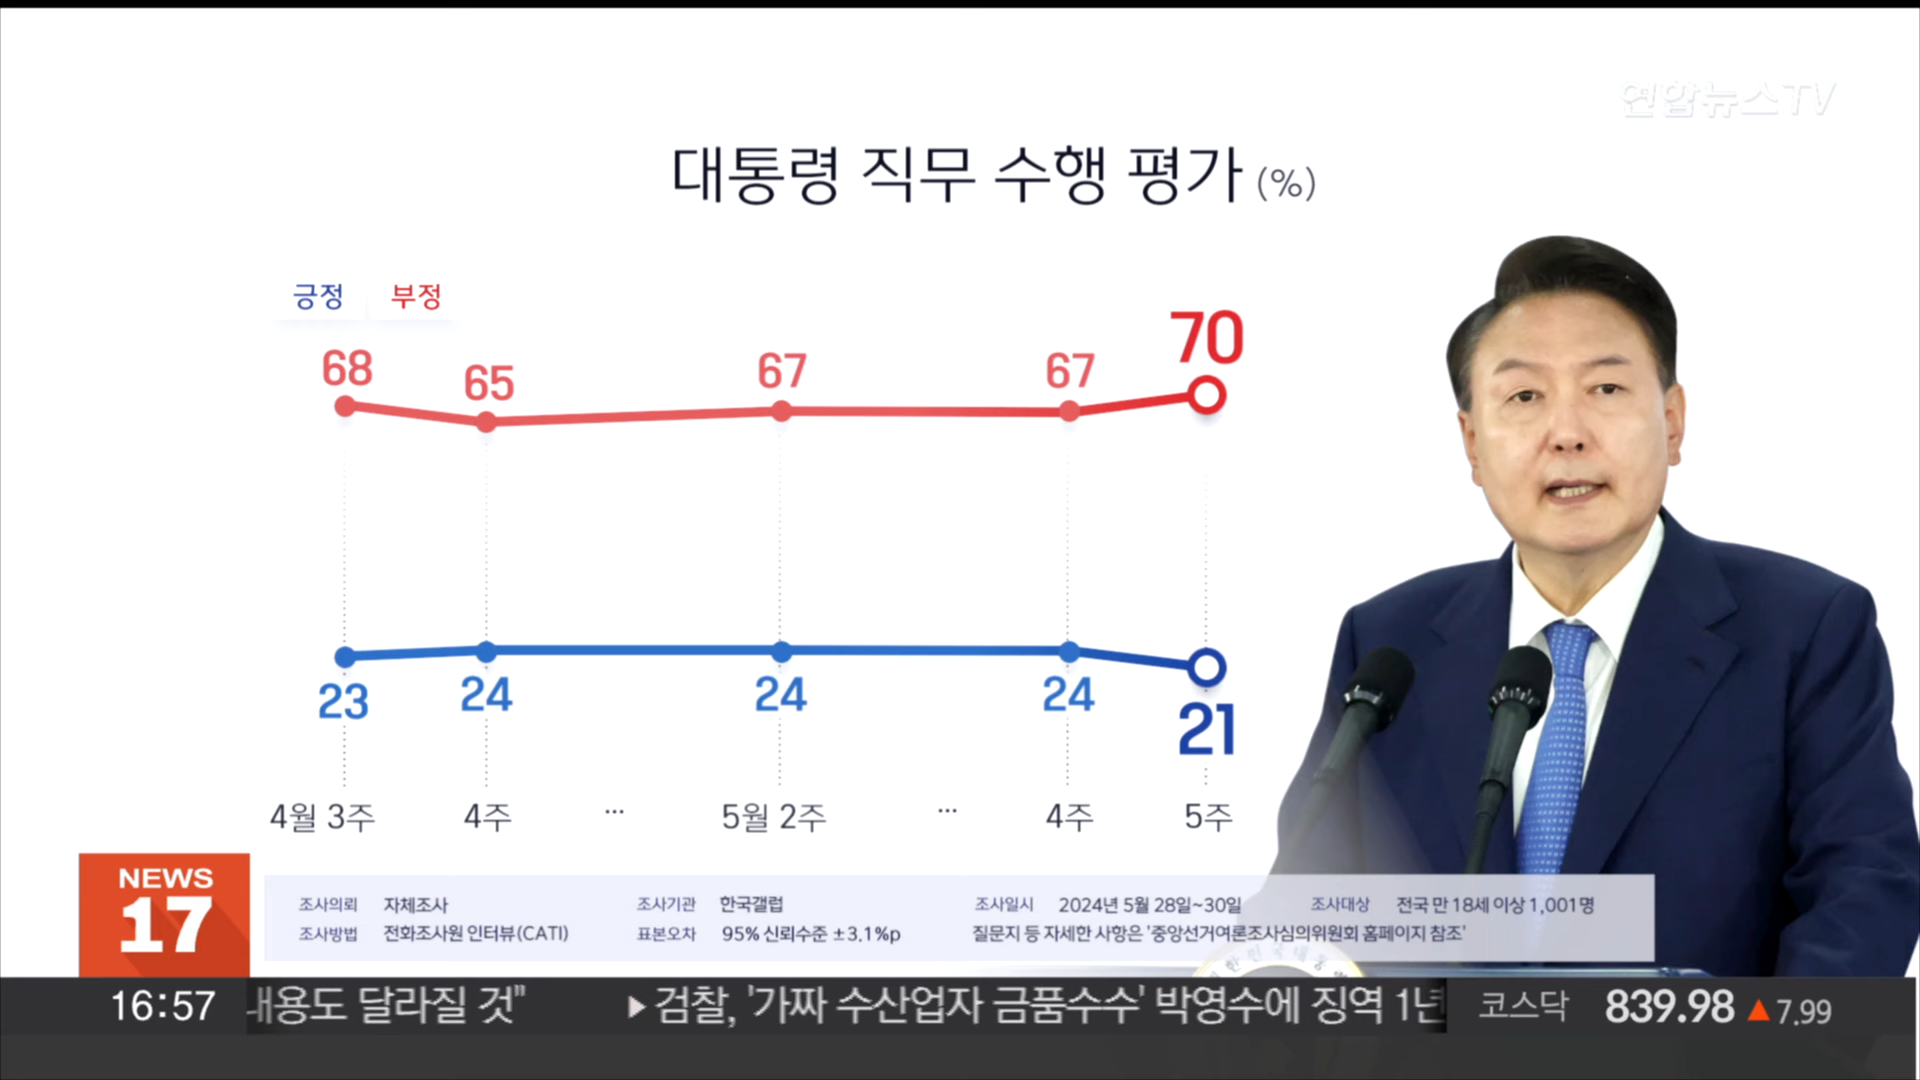 연합뉴스TV
대통령 직무 수행 평가 (%)
긍정 부정
68 65 67 67 70
23 24 24 24 21
4월 3주 4주 ... 5월 2주 ... 4주 5주
NEWS
17
조사의뢰 자체조사 조사기관 한국갤럽 조사일시 2024년 5월 28일~30일 조사대상 전국 만 18세 이상 1,001명
조사방법 전화조사원 인터뷰(CATI) 표본오차 95% 신뢰수준 ±3.1%p 질문지 등 자세한 사항은 '중앙선거여론조사심의위원회 홈페이지 참조'
한민국대통
16:57 내용도 달라질 것" ▶검찰, '가짜 수산업자 금품수수' 박영수에 징역 1년 코스닥 839.98 ▲7.99